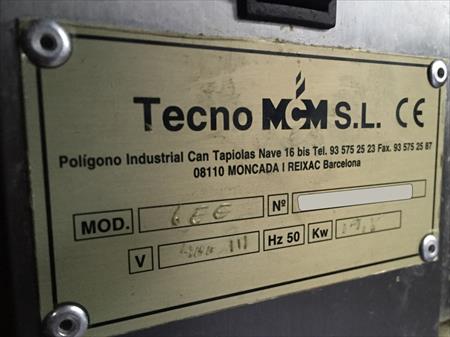 Tecno MCM S.L. CE
Polígono Industrial Can Tapiolas Nave 16 bis Tel. 93 575 25 23 Fax. 93 575 25 87
08110 MONCADA I REIXAC Barcelona
MOD. Nº
V Hz 50 Kw